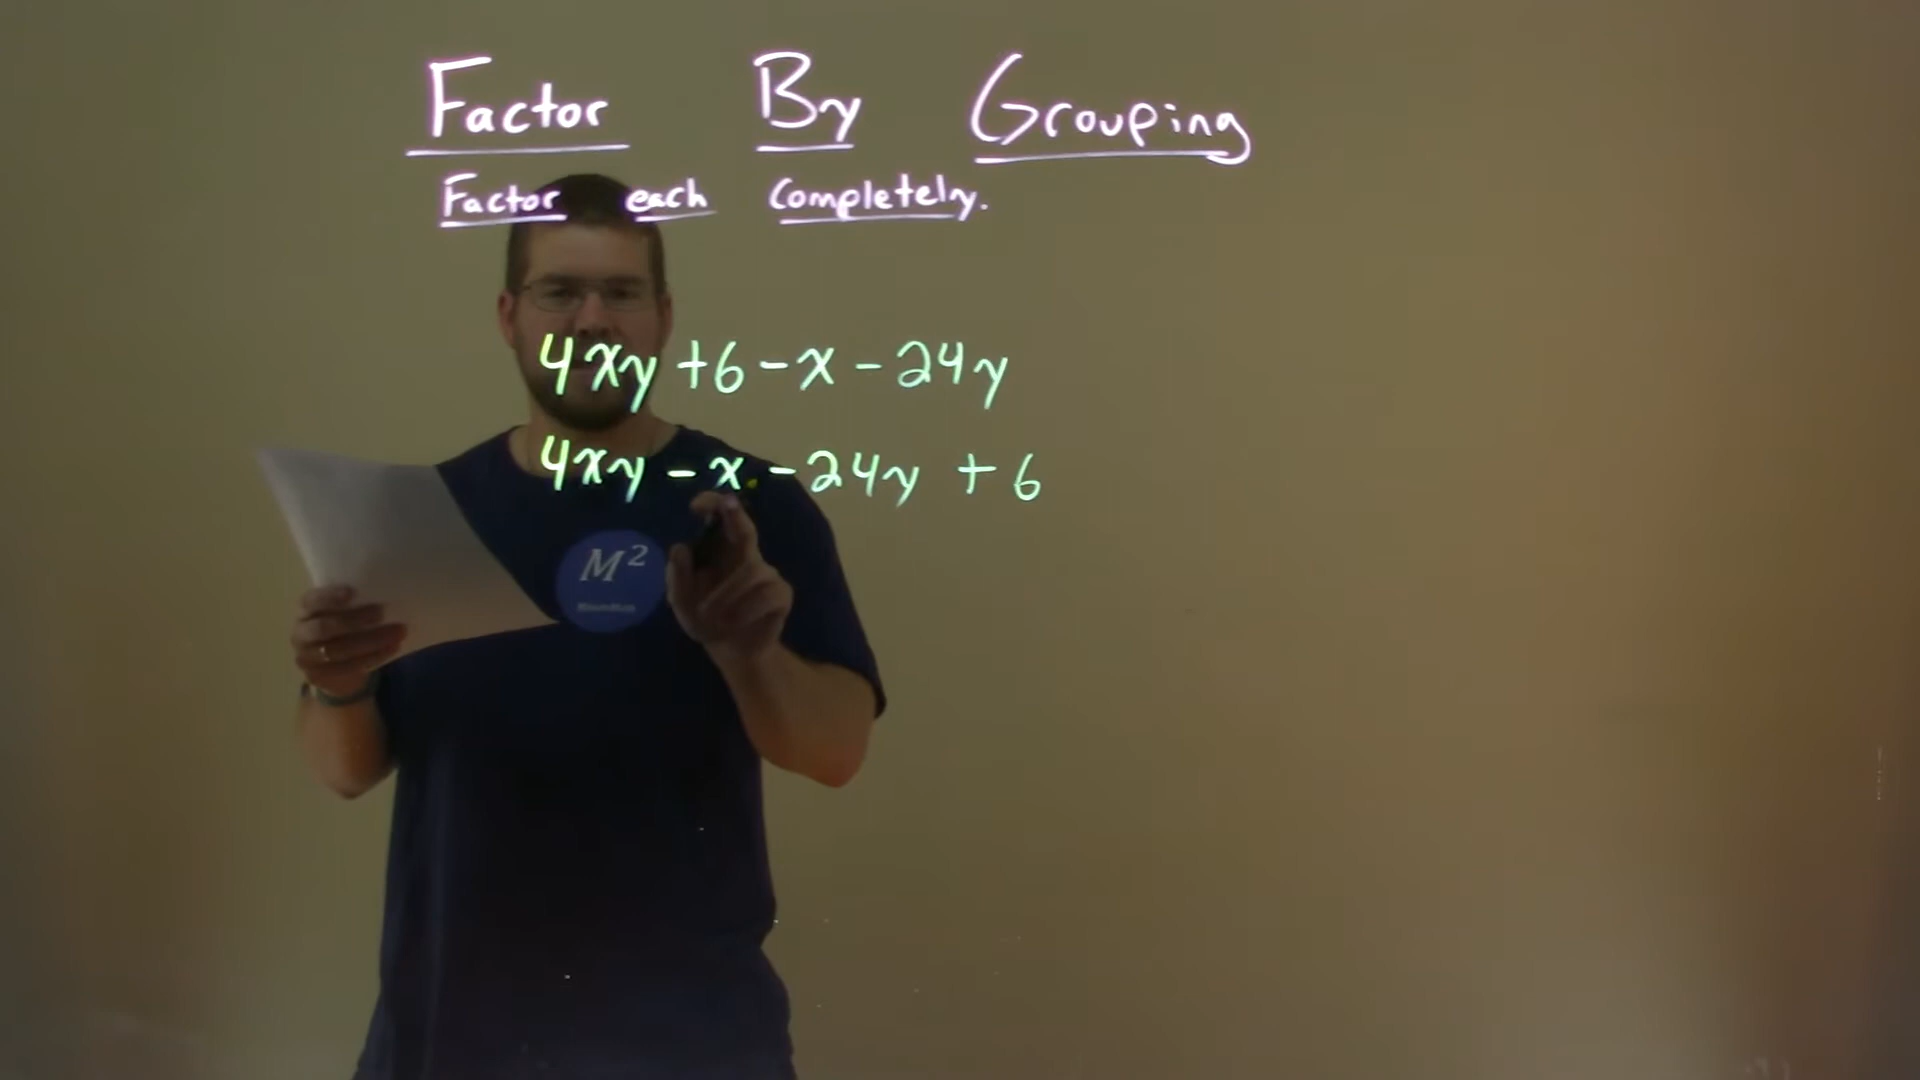 Factor By Grouping
Factor each completely.
4xy +6 - x - 24y
4xy - x - 24y + 6
M²